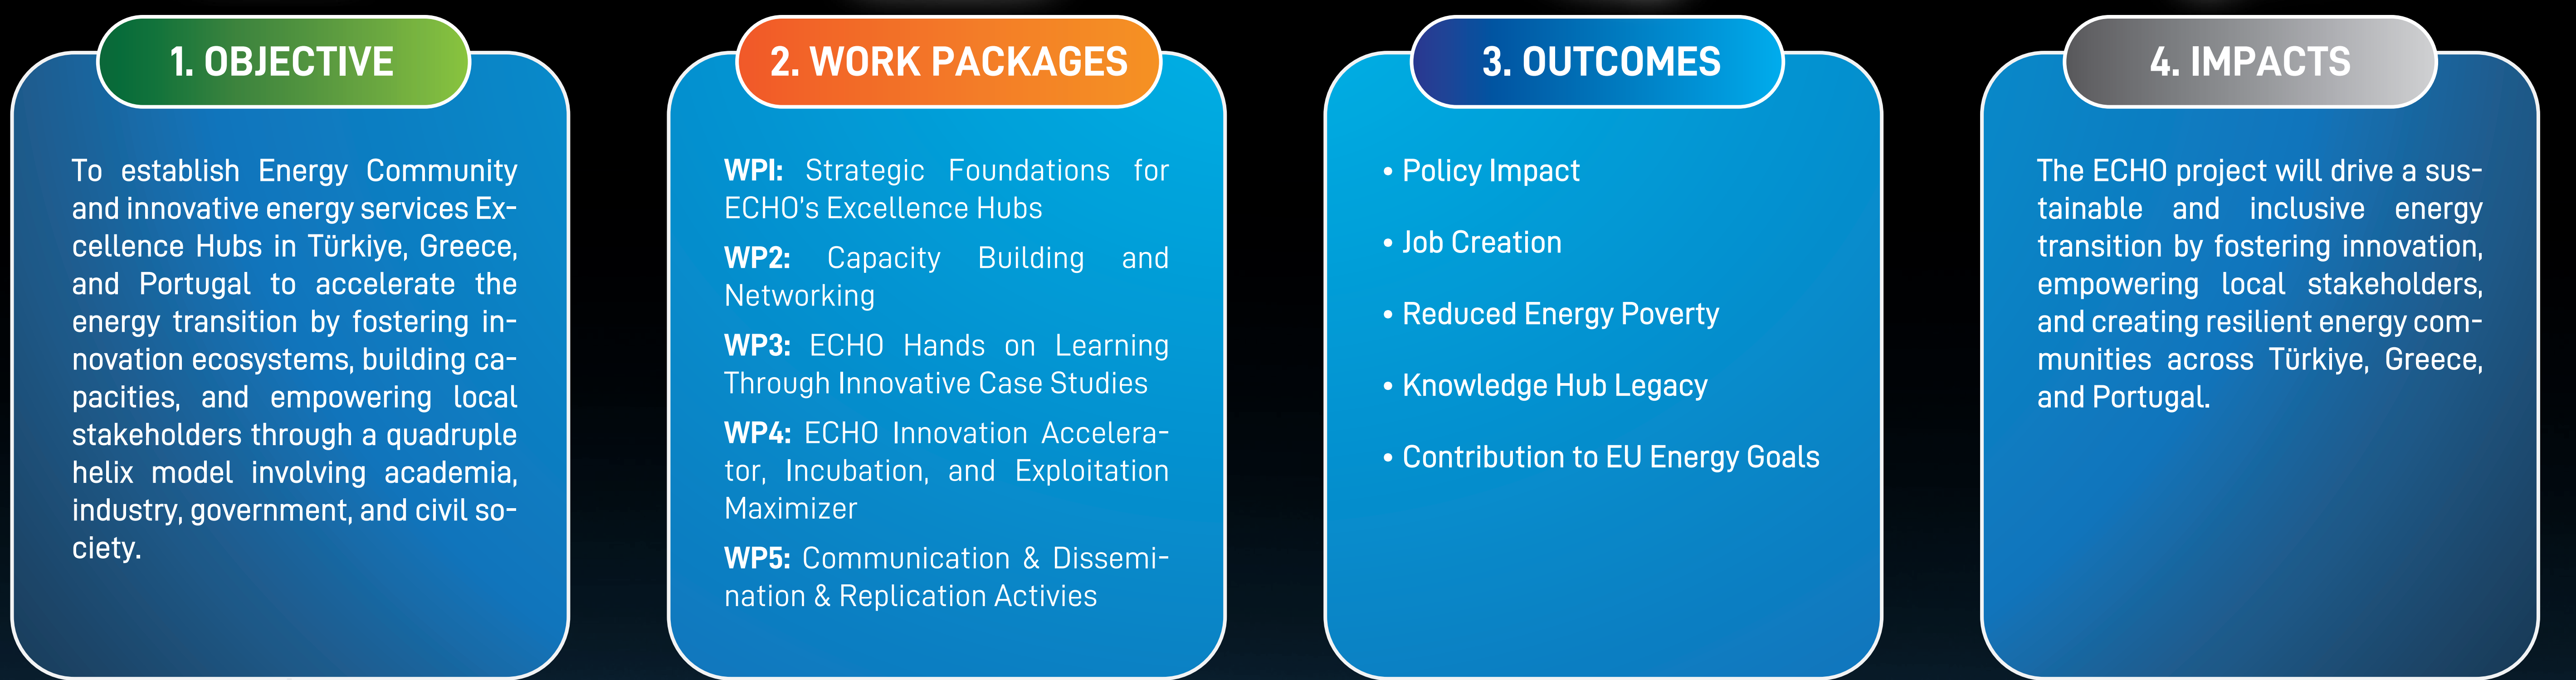 1. OBJECTIVE
To establish Energy Community
and innovative energy services Ex-
cellence Hubs in Türkiye, Greece,
and Portugal to accelerate the
energy transition by fostering in-
novation ecosystems, building ca-
pacities, and empowering local
stakeholders through a quadruple
helix model involving academia,
industry, government, and civil so-
ciety.
2. WORK PACKAGES
WPI: Strategic Foundations for
ECHO's Excellence Hubs
WP2: Capacity Building and
Networking
WP3: ECHO Hands on Learning
Through Innovative Case Studies
WP4: ECHO Innovation Accelera-
tor, Incubation, and Exploitation
Maximizer
WP5: Communication & Dissemi-
nation & Replication Activies
3. OUTCOMES
• Policy Impact
• Job Creation
• Reduced Energy Poverty
• Knowledge Hub Legacy
• Contribution to EU Energy Goals
4. IMPACTS
The ECHO project will drive a sus-
tainable and inclusive energy
transition by fostering innovation,
empowering local stakeholders,
and creating resilient energy com-
munities across Türkiye, Greece,
and Portugal.